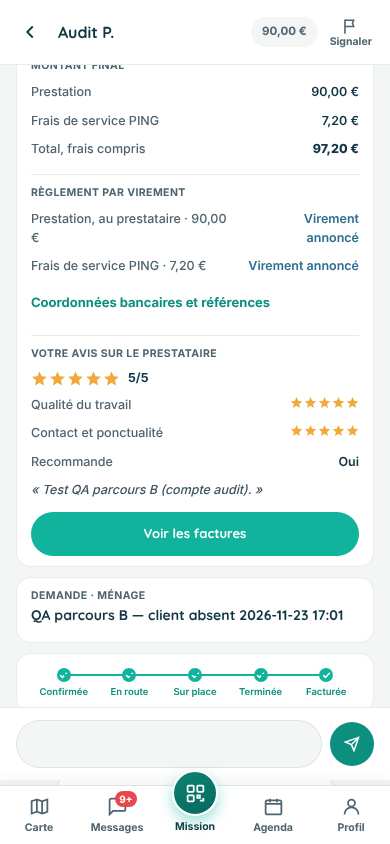 Audit P.
90,00 €
Signaler
MONTANT FINAL
Prestation 90,00 €
Frais de service PING 7,20 €
Total, frais compris 97,20 €
RÈGLEMENT PAR VIREMENT
Prestation, au prestataire · 90,00 € Virement annoncé
Frais de service PING · 7,20 € Virement annoncé
Coordonnées bancaires et références
VOTRE AVIS SUR LE PRESTATAIRE
5/5
Qualité du travail
Contact et ponctualité
Recommande Oui
« Test QA parcours B (compte audit). »
Voir les factures
DEMANDE · MÉNAGE
QA parcours B — client absent 2026-11-23 17:01
Confirmée En route Sur place Terminée Facturée
9+
Carte Messages Mission Agenda Profil